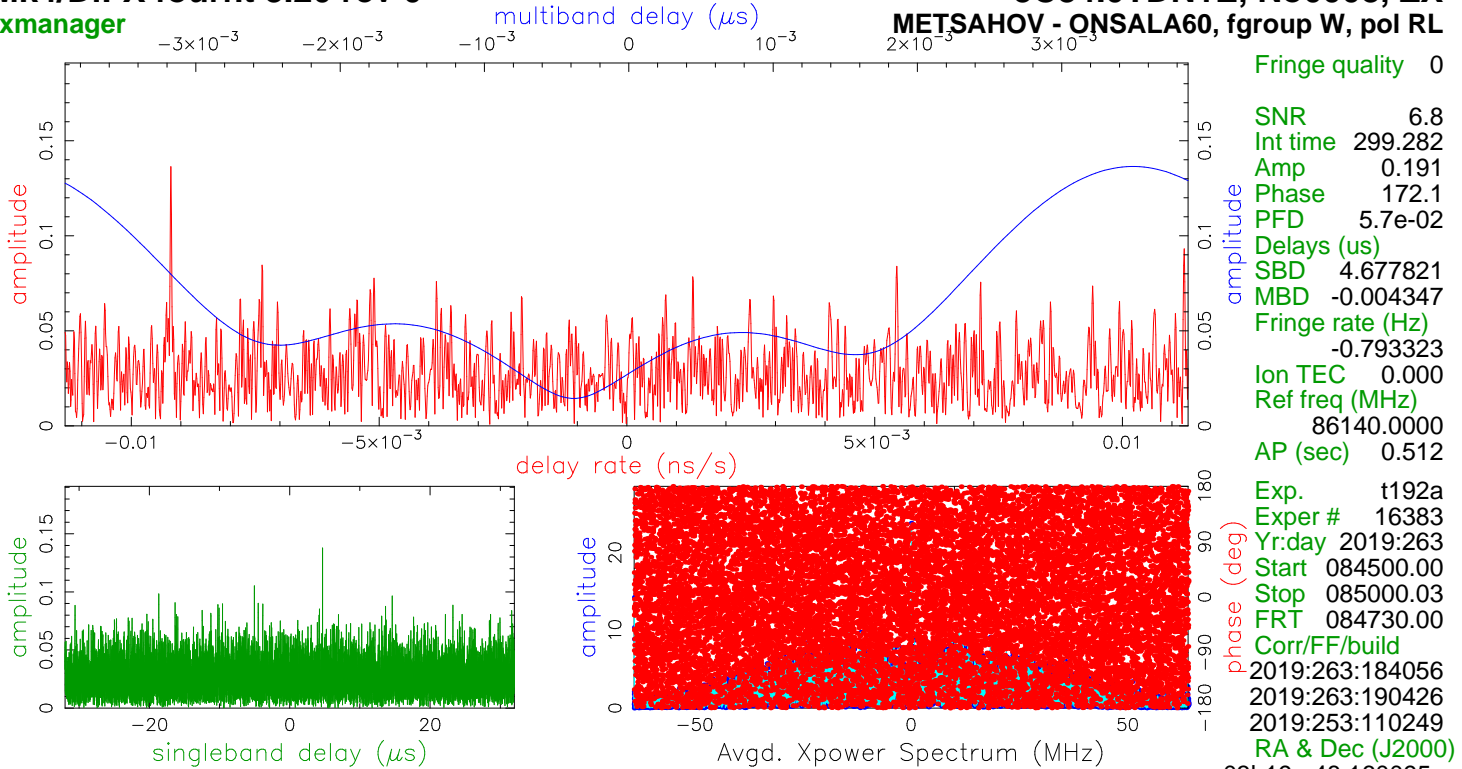 xmanager
METSAHOV - ONSALA60, fgroup W, pol RL
multiband delay (μs)
−3×10⁻³ −2×10⁻³ −10⁻³ 0 10⁻³ 2×10⁻³ 3×10⁻³
amplitude
0 0.05 0.1 0.15
0 0.05 0.1 0.15
amplitude
−0.01 −5×10⁻³ 0 5×10⁻³ 0.01
delay rate (ns/s)
amplitude
0 0.05 0.1 0.15
−20 0 20
singleband delay (μs)
amplitude
0 10 20
−180 −90 0 90 180
phase (deg)
−50 0 50
Avgd. Xpower Spectrum (MHz)
Fringe quality 0
SNR 6.8
Int time 299.282
Amp 0.191
Phase 172.1
PFD 5.7e-02
Delays (us)
SBD 4.677821
MBD -0.004347
Fringe rate (Hz)
-0.793323
Ion TEC 0.000
Ref freq (MHz)
86140.0000
AP (sec) 0.512
Exp. t192a
Exper # 16383
Yr:day 2019:263
Start 084500.00
Stop 085000.03
FRT 084730.00
Corr/FF/build
2019:263:184056
2019:263:190426
2019:253:110249
RA & Dec (J2000)